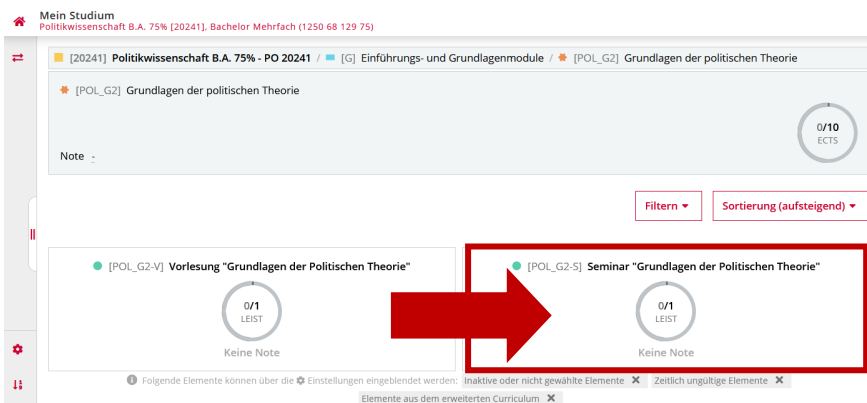 Mein Studium
Politikwissenschaft B.A. 75% [20241], Bachelor Mehrfach (1250 68 129 75)
[20241] Politikwissenschaft B.A. 75% - PO 20241 / [G] Einführungs- und Grundlagenmodule / [POL_G2] Grundlagen der politischen Theorie
[POL_G2] Grundlagen der politischen Theorie
0/10
ECTS
Note -
Filtern
Sortierung (aufsteigend)
[POL_G2-V] Vorlesung "Grundlagen der Politischen Theorie"
0/1
LEIST
Keine Note
[POL_G2-S] Seminar "Grundlagen der Politischen Theorie"
0/1
LEIST
Keine Note
Folgende Elemente können über die Einstellungen eingeblendet werden: Inaktive oder nicht gewählte Elemente X Zeitlich ungültige Elemente X
Elemente aus dem erweiterten Curriculum X